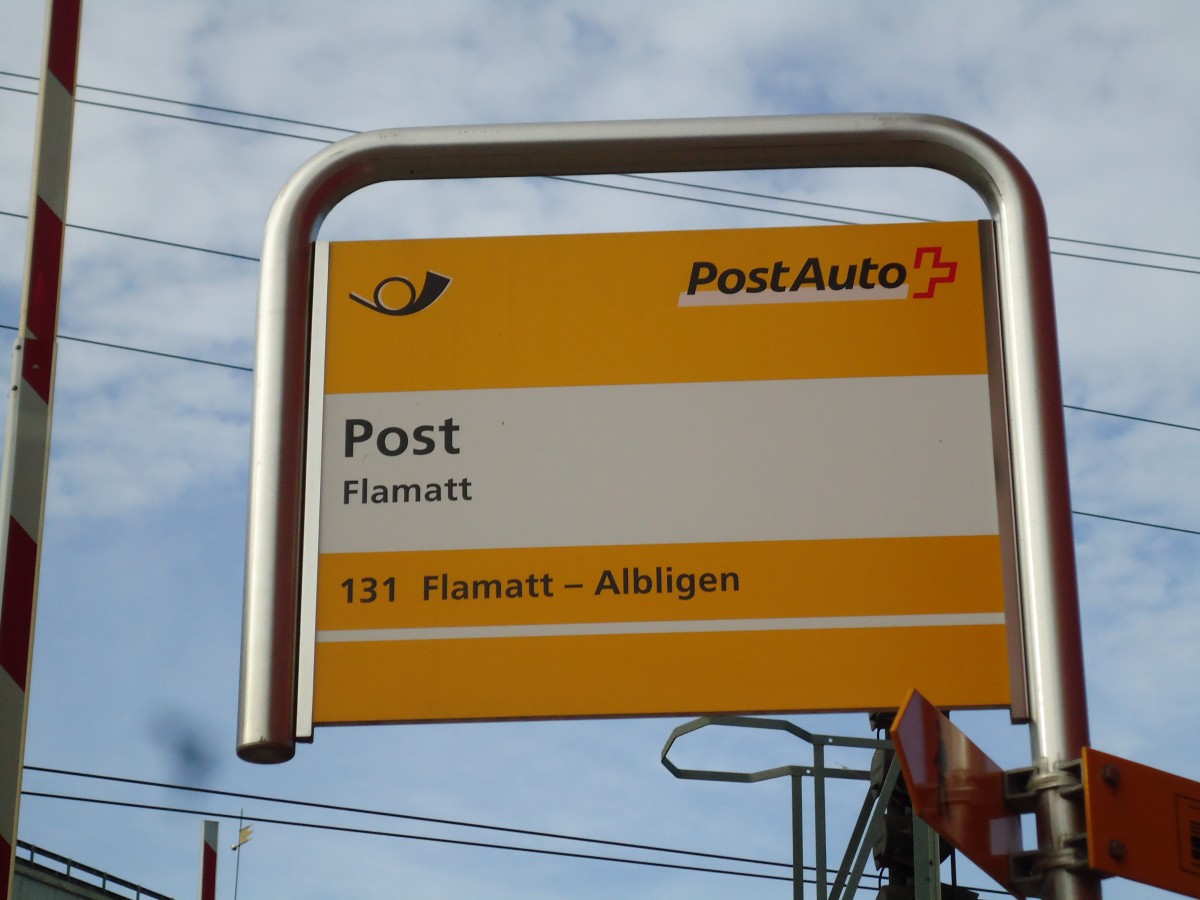 PostAuto
Post
Flamatt
131 Flamatt – Albligen